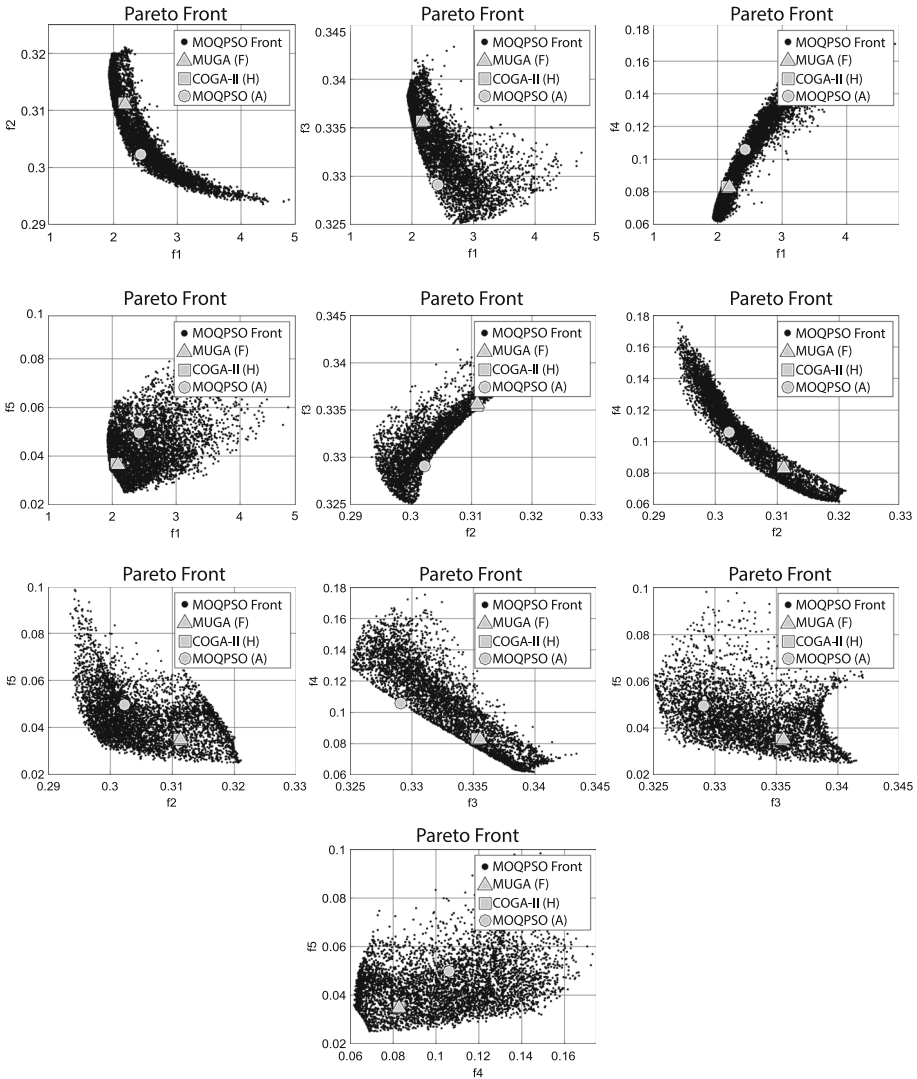 0.32
0.31
0.3
0.29
f2
1
2
3
4
5
f1
MOQPSO Front
MUGA (F)
COGA-II (H)
MOQPSO (A)
0.345
0.34
0.335
0.33
0.325
f3
1
2
3
4
5
f1
MOQPSO Front
MUGA (F)
COGA-II (H)
MOQPSO (A)
0.18
0.16
0.14
0.12
0.1
0.08
0.06
f4
1
2
3
4
f1
MOQPSO Front
MUGA (F)
COGA-II (H)
MOQPSO (A)
Pareto Front
0.1
0.08
0.06
0.04
0.02
f5
1
2
3
4
5
f1
MOQPSO Front
MUGA (F)
COGA-II (H)
MOQPSO (A)
Pareto Front
0.345
0.34
0.335
0.33
0.325
f3
0.29
0.3
0.31
0.32
0.33
f2
MOQPSO Front
MUGA (F)
COGA-II (H)
MOQPSO (A)
Pareto Front
0.18
0.16
0.14
0.12
0.1
0.08
0.06
f4
0.29
0.3
0.31
0.32
0.33
f2
MOQPSO Front
MUGA (F)
COGA-II (H)
MOQPSO (A)
Pareto Front
0.1
0.08
0.06
0.04
0.02
f5
0.29
0.3
0.31
0.32
0.33
f2
MOQPSO Front
MUGA (F)
COGA-II (H)
MOQPSO (A)
Pareto Front
0.18
0.16
0.14
0.12
0.1
0.08
0.06
f4
0.325
0.33
0.335
0.34
0.345
f3
MOQPSO Front
MUGA (F)
COGA-II (H)
MOQPSO (A)
Pareto Front
0.1
0.08
0.06
0.04
0.02
f5
0.325
0.33
0.335
0.34
0.345
f3
MOQPSO Front
MUGA (F)
COGA-II (H)
MOQPSO (A)
Pareto Front
0.1
0.08
0.06
0.04
0.02
f5
0.06
0.08
0.1
0.12
0.14
0.16
f4
MOQPSO Front
MUGA (F)
COGA-II (H)
MOQPSO (A)